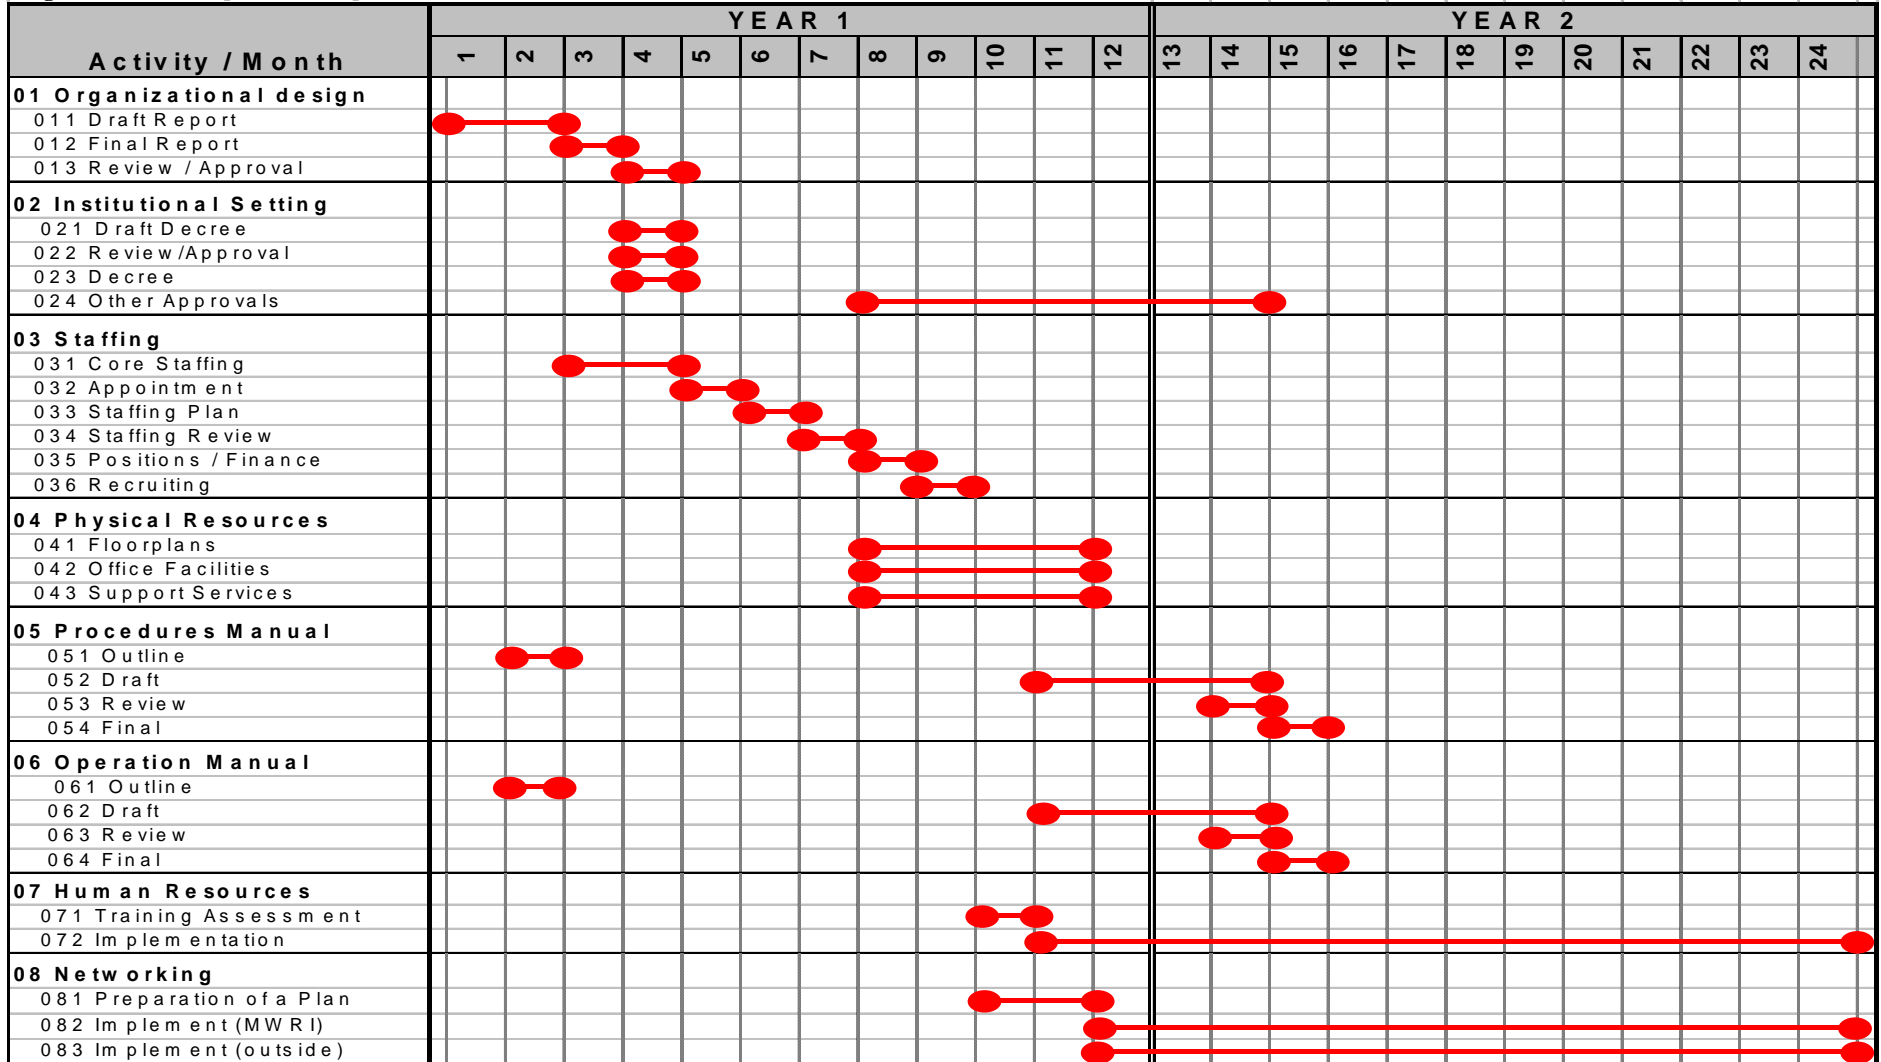 YEAR 1 YEAR 2
Activity / Month 1 2 3 4 5 6 7 8 9 10 11 12 13 14 15 16 17 18 19 20 21 22 23 24
01 Organizational design
011 Draft Report
012 Final Report
013 Review / Approval
02 Institutional Setting
021 Draft Decree
022 Review/Approval
023 Decree
024 Other Approvals
03 Staffing
031 Core Staffing
032 Appointment
033 Staffing Plan
034 Staffing Review
035 Positions / Finance
036 Recruiting
04 Physical Resources
041 Floorplans
042 Office Facilities
043 Support Services
05 Procedures Manual
051 Outline
052 Draft
053 Review
054 Final
06 Operation Manual
061 Outline
062 Draft
063 Review
064 Final
07 Human Resources
071 Training Assessment
072 Implementation
08 Networking
081 Preparation of a Plan
082 Implement (MWRI)
083 Implement (outside)